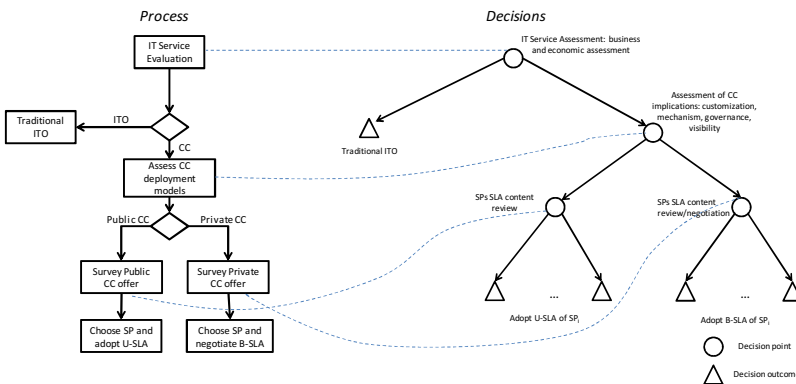 Process
Decisions
IT Service
Evaluation
IT Service Assessment: business
and economic assessment
Traditional
ITO
ITO
CC
Assessment of CC
implications: customization,
mechanism, governance,
visibility
Traditional ITO
Assess CC
deployment
models
Public CC
Private CC
SPs SLA content
review
SPs SLA content
review/negotiation
Survey Public
CC offer
Survey Private
CC offer
...
...
Adopt U-SLA of SPi
Adopt B-SLA of SPi
Choose SP and
adopt U-SLA
Choose SP and
negotiate B-SLA
Decision point
Decision outcom